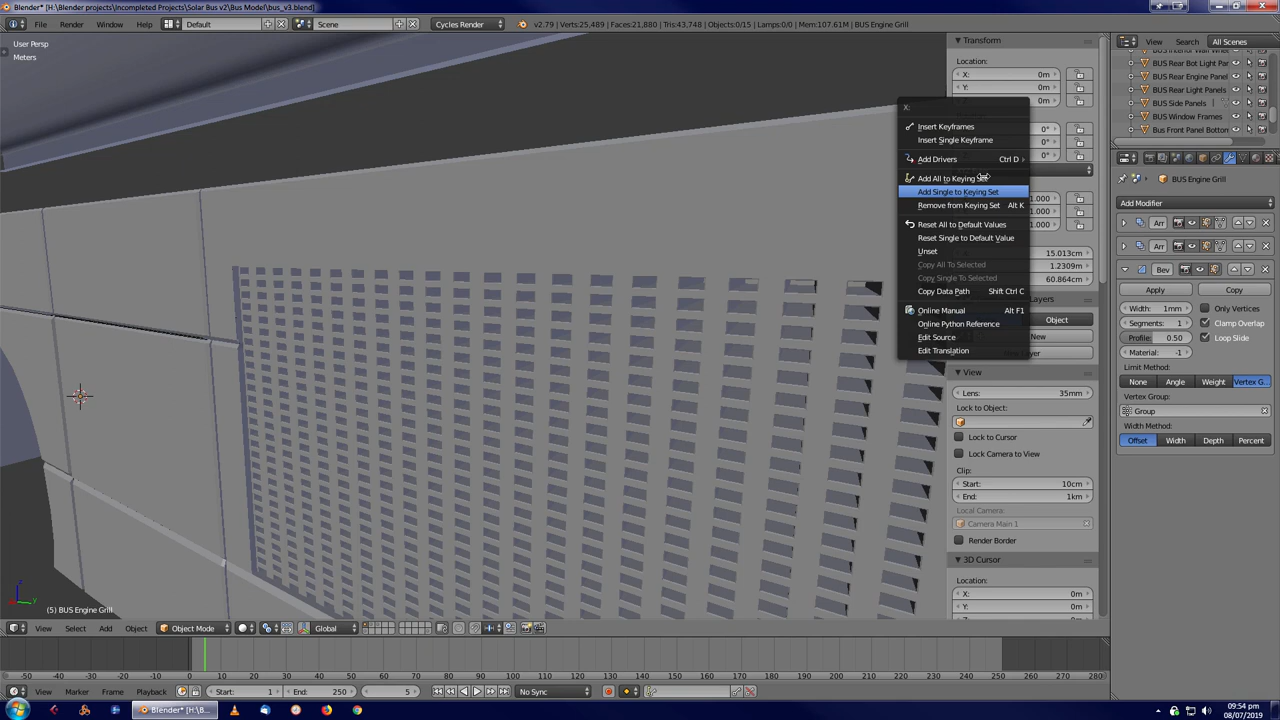 Blender* [H:\Blender projects\Incompleted Projects\Solar Bus v2\Bus Model\bus_v3.blend]
File Render Window Help Default Scene Cycles Render v2.79 | Verts:25,489 | Faces:21,880 | Tris:43,748 | Objects:0/15 | Lamps:0/0 | Mem:107.61M | BUS Engine Grill
User Persp
Meters
(5) BUS Engine Grill
View Select Add Object Object Mode Global
Transform
Location:
X: 0m
Y: 0m
0m
0°
0°
0°
1.000
1.000
1.000
15.013cm
1.2309m
60.864cm
Object
New
View
Lens: 35mm
Lock to Object:
Lock to Cursor
Lock Camera to View
Clip:
Start: 10cm
End: 1km
Local Camera:
Camera Main 1
Render Border
3D Cursor
Location:
X: 0m
Y: 0m
X:
Insert Keyframes
Insert Single Keyframe
Add Drivers Ctrl D
Add All to Keying Set
Add Single to Keying Set
Remove from Keying Set Alt K
Reset All to Default Values
Reset Single to Default Value
Unset
Copy All To Selected
Copy Single To Selected
Copy Data Path Shift Ctrl C
Online Manual Alt F1
Online Python Reference
Edit Source
Edit Translation
View Search All Scenes
BUS Rear Bot Light Pan
BUS Rear Engine Panel
BUS Rear Light Panels
BUS Side Panels
BUS Window Frames
Bus Front Panel Bottom
BUS Engine Grill
Add Modifier
Arr
Arr
Bev
Apply Copy
Width: 1mm Only Vertices
Segments: 1 Clamp Overlap
Profile: 0.50 Loop Slide
Material: -1
Limit Method:
None Angle Weight Vertex G...
Vertex Group:
Group
Width Method:
Offset Width Depth Percent
-50 -40 -30 -20 -10 0 10 20 30 40 50 60 70 80 90 100 110 120 130 140 150 160 170 180 190 200 210 220 230 240 250 260 270 280
View Marker Frame Playback Start: 1 End: 250 5 No Sync
Blender* [H:\B...
09:54 pm
08/07/2019